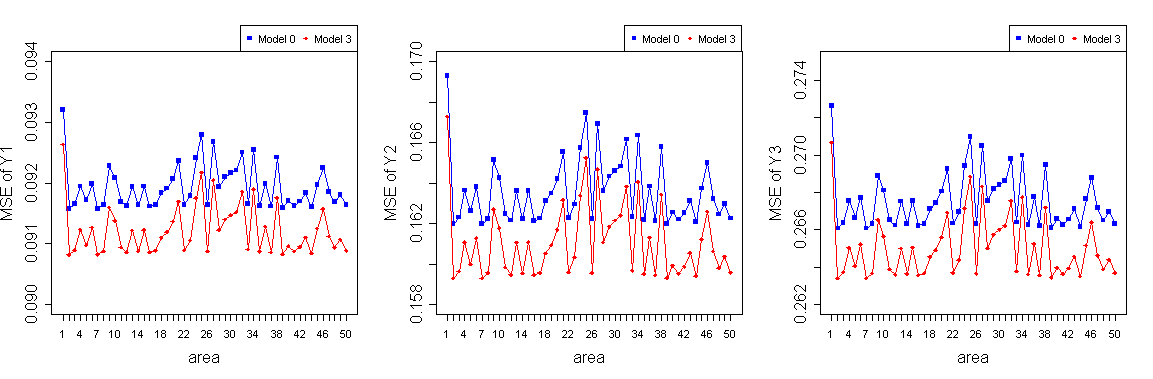 Model 0 Model 3
MSE of Y1
0.094
0.093
0.092
0.091
0.090
1 4 7 10 14 18 22 26 30 34 38 42 46 50
area
Model 0 Model 3
MSE of Y2
0.170
0.166
0.162
0.158
1 4 7 10 14 18 22 26 30 34 38 42 46 50
area
Model 0 Model 3
MSE of Y3
0.274
0.270
0.266
0.262
1 4 7 10 14 18 22 26 30 34 38 42 46 50
area